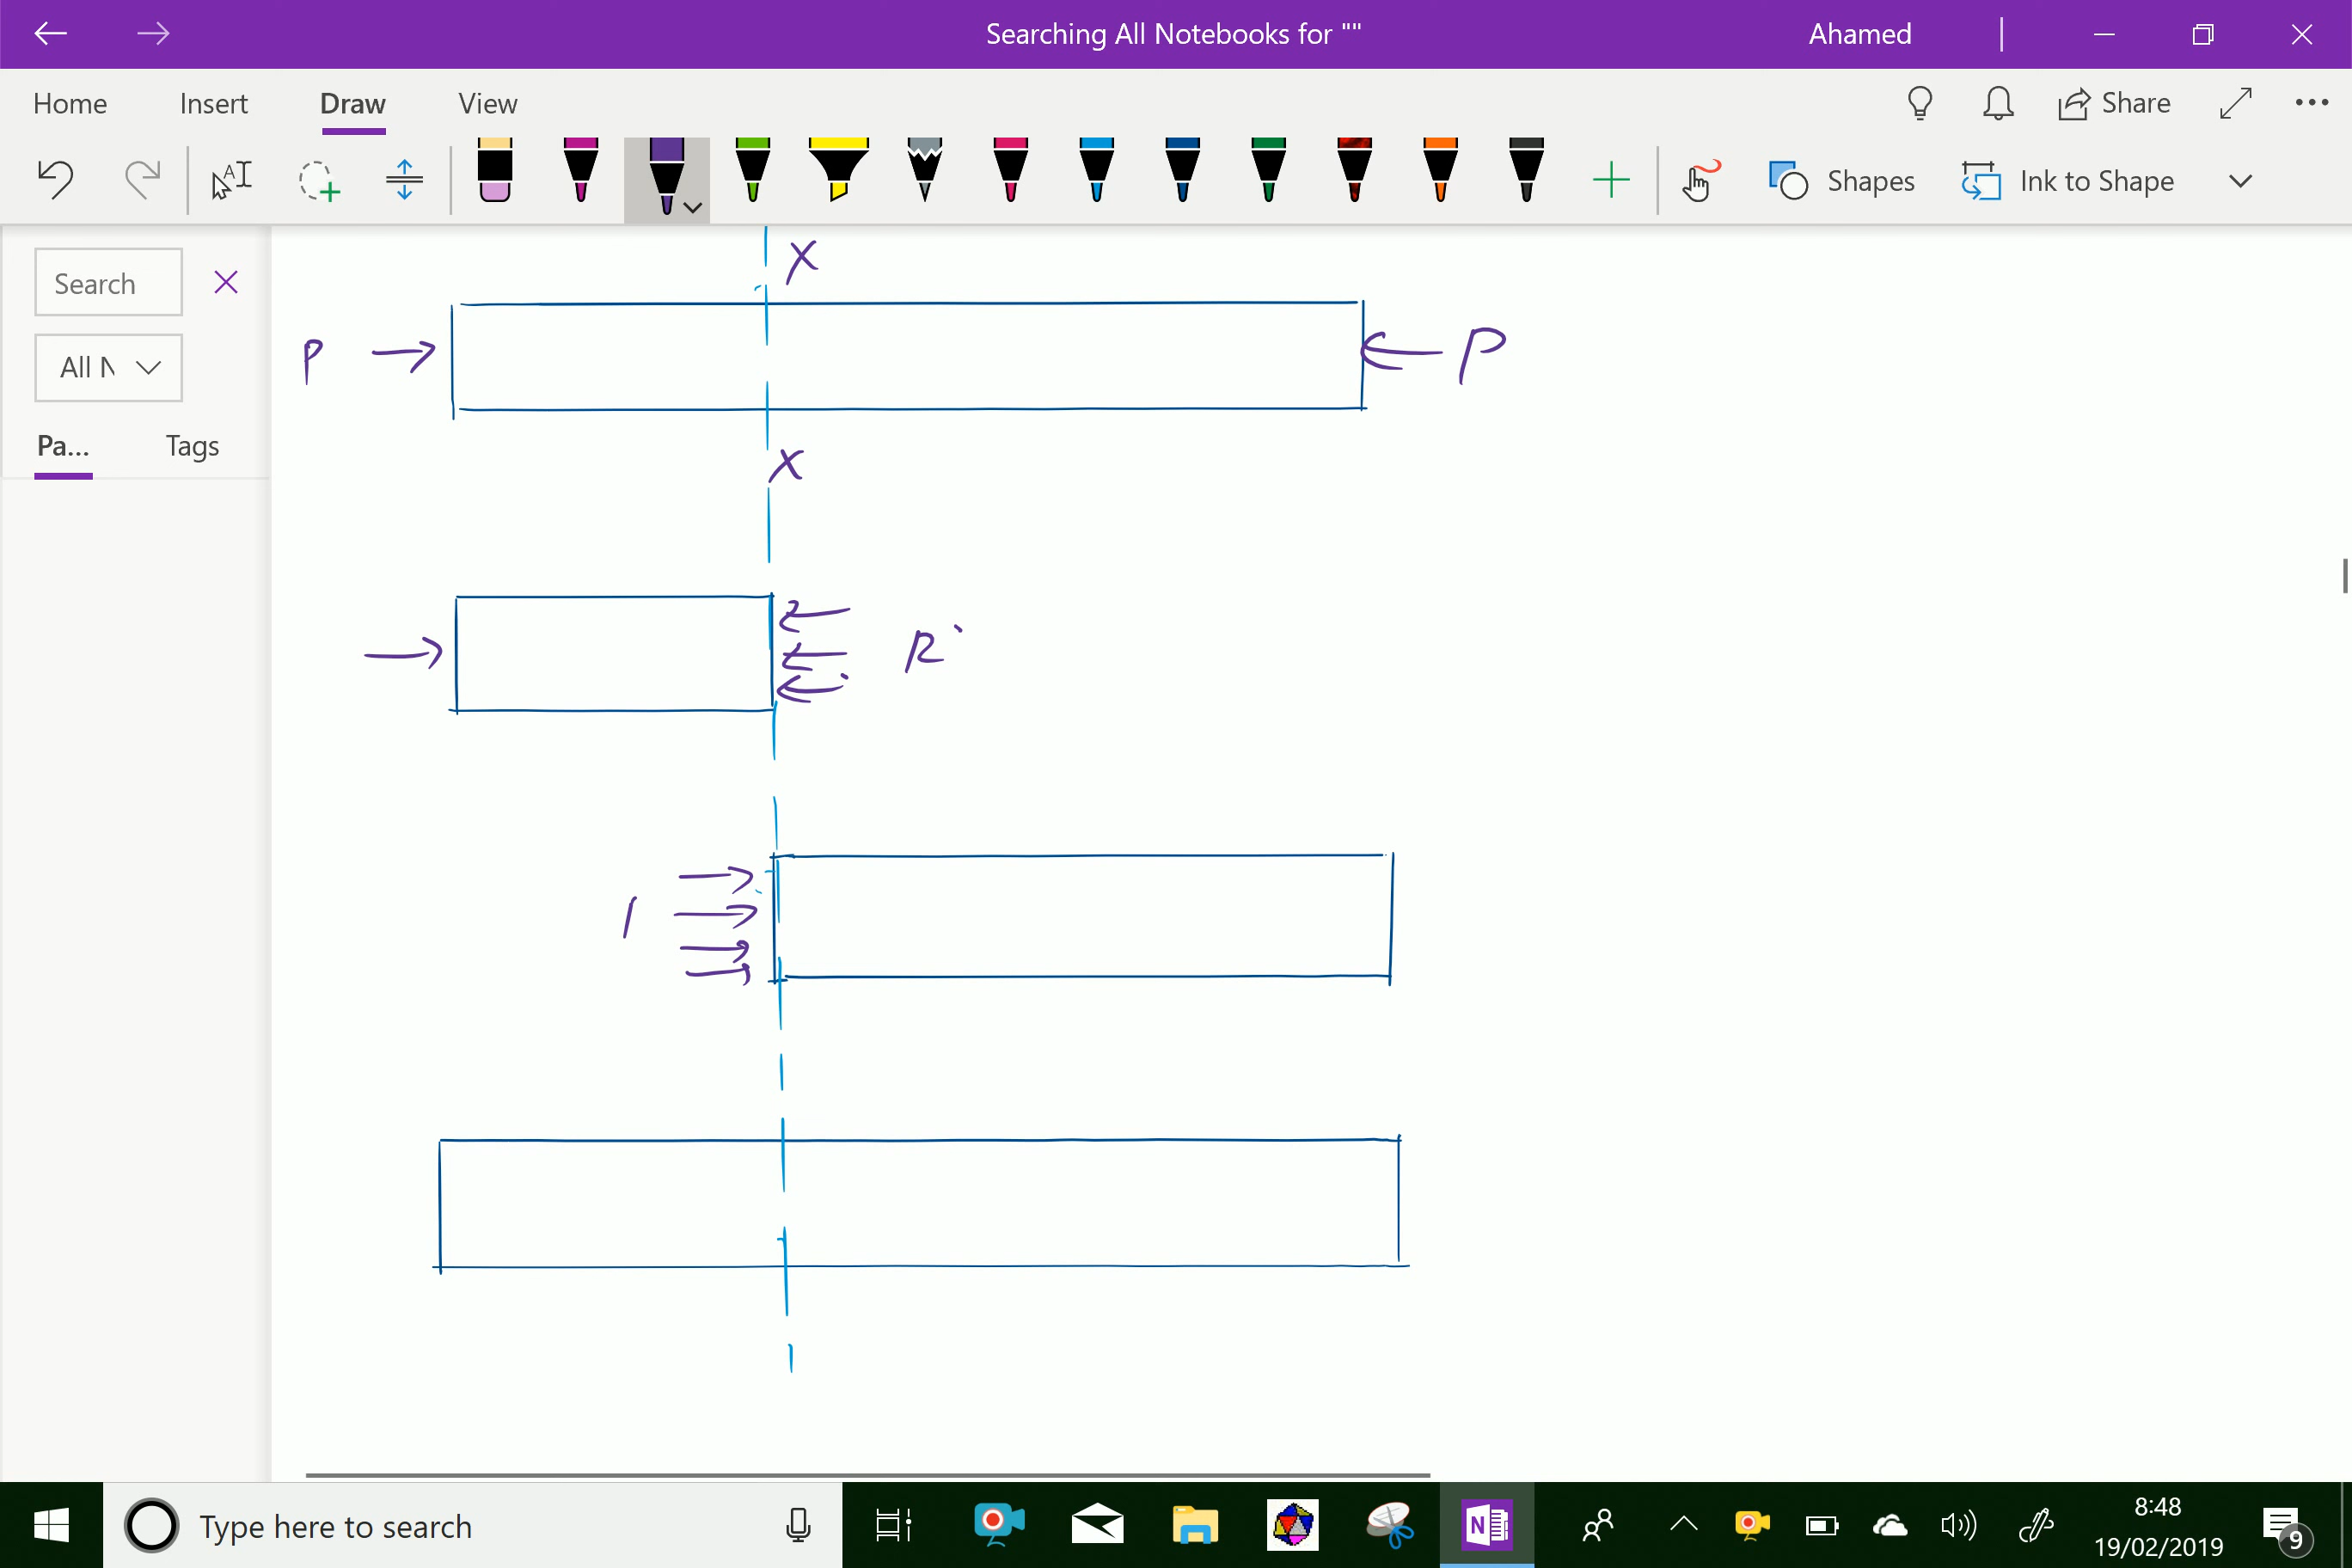 Searching All Notebooks for ""
Ahamed
Home Insert Draw View
Share
Shapes
Ink to Shape
Search
All N
Pa... Tags
X
P
P
X
R
Type here to search
8:48
19/02/2019
9